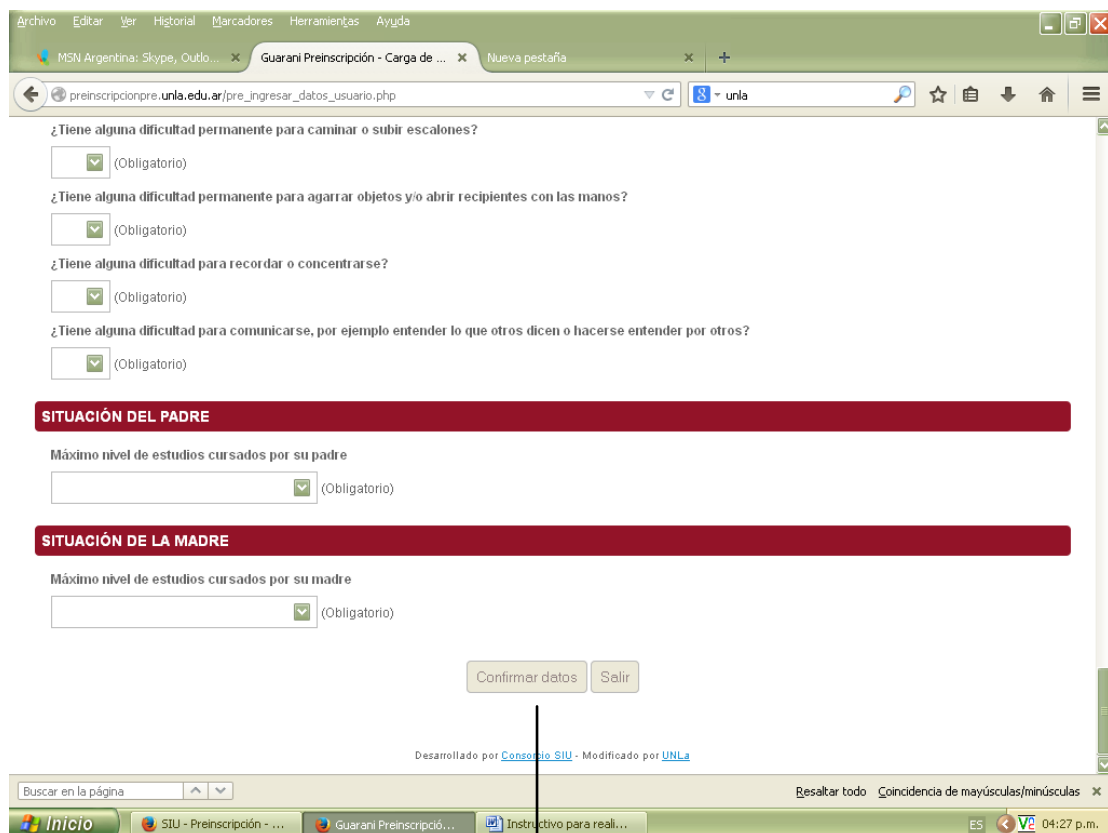 Archivo Editar Ver Historial Marcadores Herramientas Ayuda
MSN Argentina: Skype, Outlo... Guarani Preinscripción - Carga de ... Nueva pestaña
preinscripcionpre.unla.edu.ar/pre_ingresar_datos_usuario.php unla
¿Tiene alguna dificultad permanente para caminar o subir escalones?
(Obligatorio)
¿Tiene alguna dificultad permanente para agarrar objetos y/o abrir recipientes con las manos?
(Obligatorio)
¿Tiene alguna dificultad para recordar o concentrarse?
(Obligatorio)
¿Tiene alguna dificultad para comunicarse, por ejemplo entender lo que otros dicen o hacerse entender por otros?
(Obligatorio)
SITUACIÓN DEL PADRE
Máximo nivel de estudios cursados por su padre
(Obligatorio)
SITUACIÓN DE LA MADRE
Máximo nivel de estudios cursados por su madre
(Obligatorio)
Confirmar datos Salir
Desarrollado por Consorcio SIU - Modificado por UNLa
Buscar en la página Resaltar todo Coincidencia de mayúsculas/minúsculas
Inicio SIU - Preinscripción - ... Guarani Preinscripció... Instructivo para reali... ES 04:27 p.m.